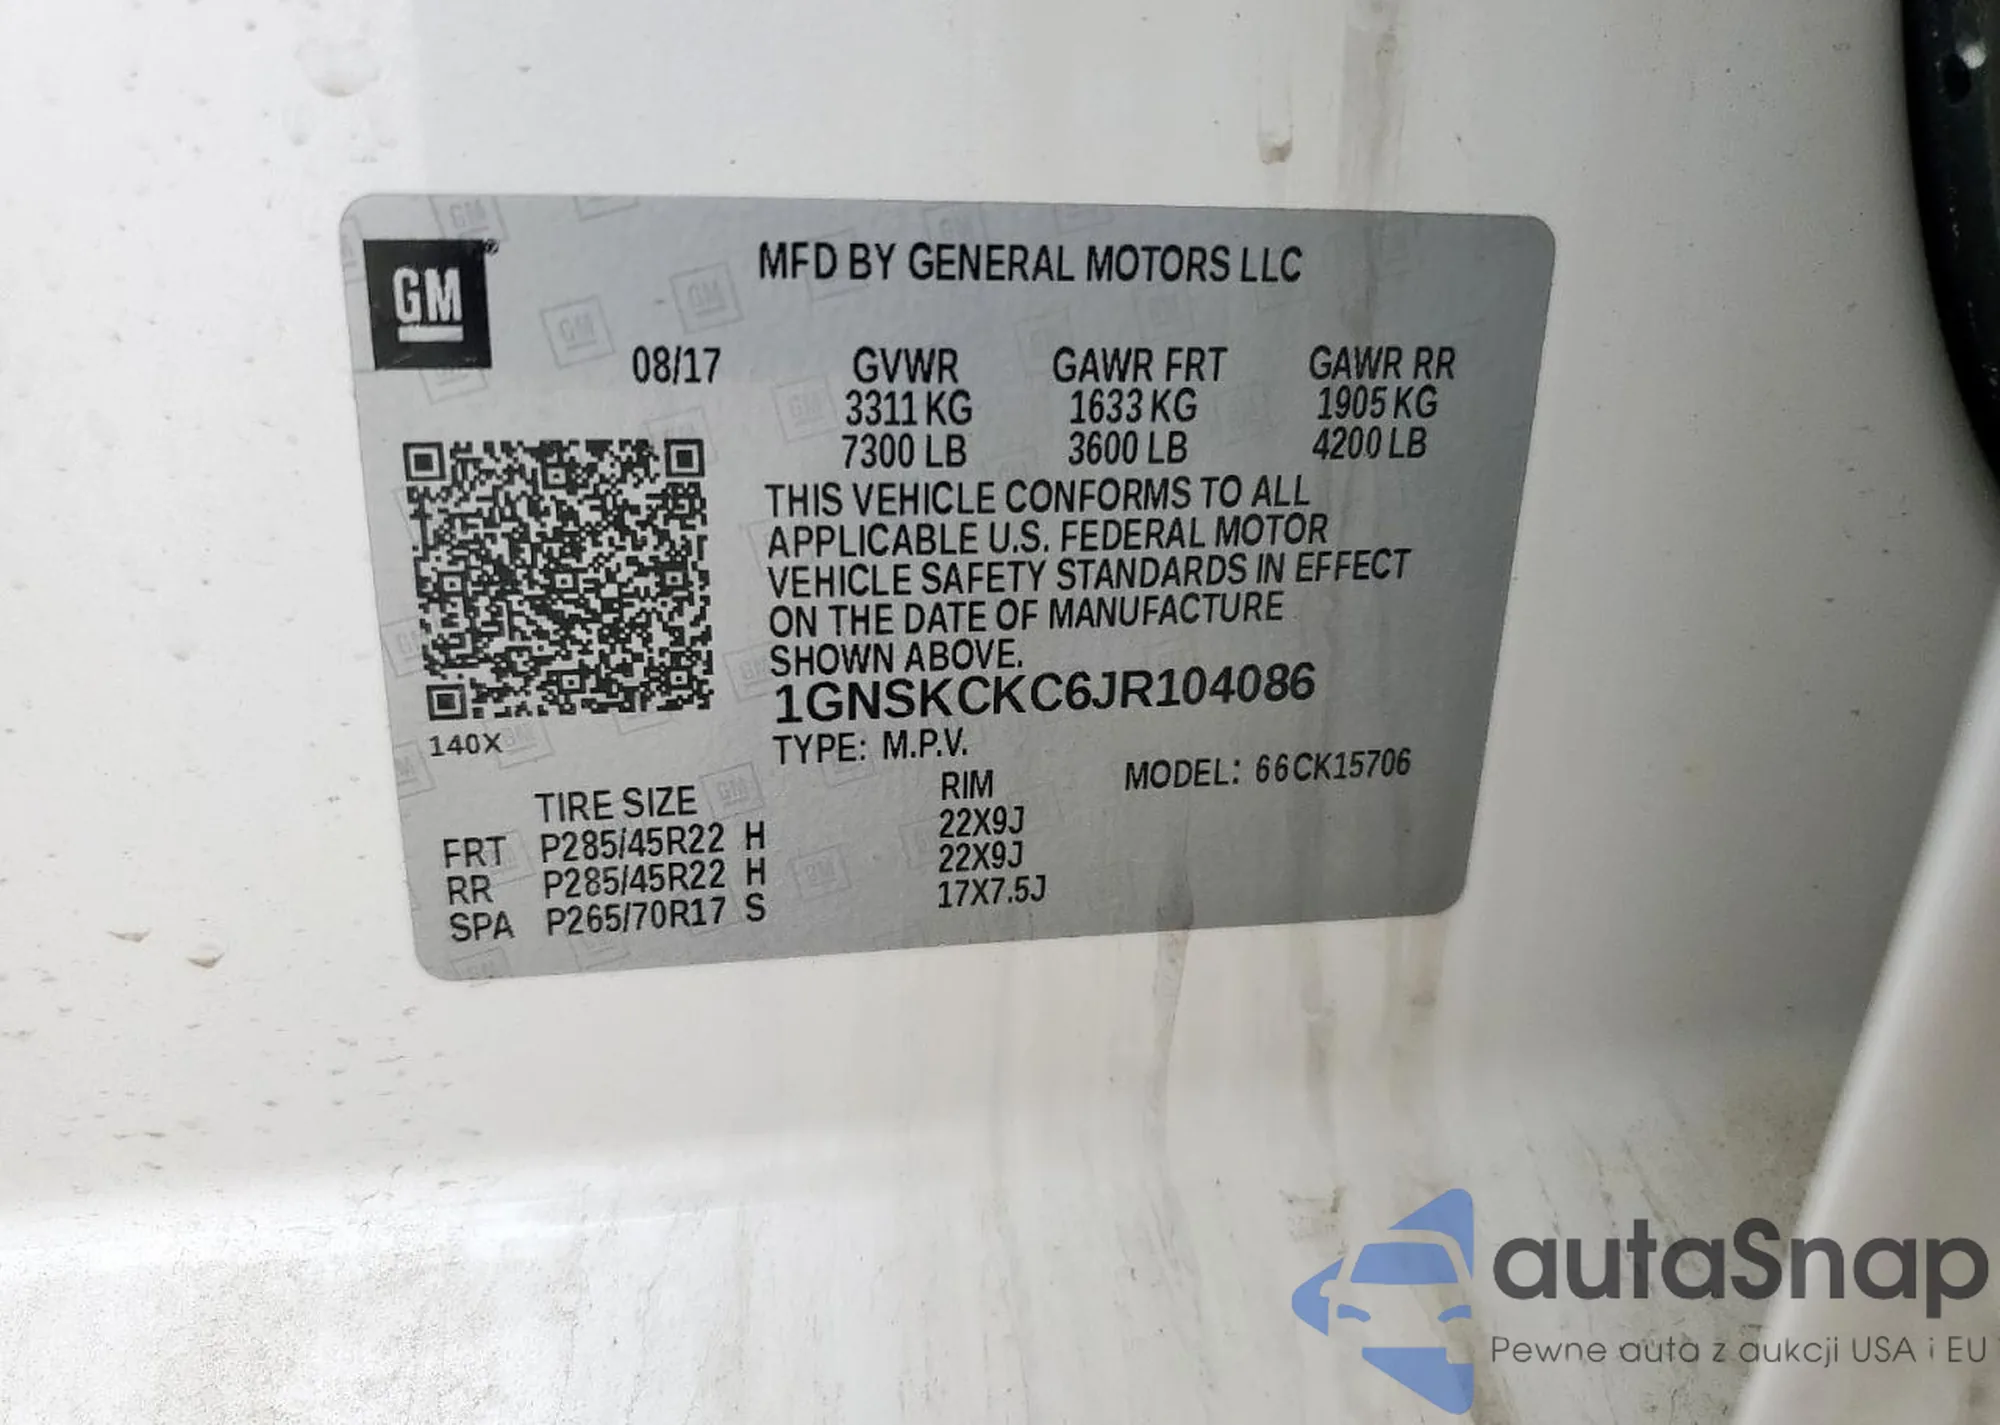 GM®
MFD BY GENERAL MOTORS LLC
08/17 GVWR GAWR FRT GAWR RR
3311 KG 1633 KG 1905 KG
7300 LB 3600 LB 4200 LB
THIS VEHICLE CONFORMS TO ALL
APPLICABLE U.S. FEDERAL MOTOR
VEHICLE SAFETY STANDARDS IN EFFECT
ON THE DATE OF MANUFACTURE
SHOWN ABOVE.
1GNSKCKC6JR104086
140X
TYPE: M.P.V.
MODEL: 66CK15706
TIRE SIZE RIM
FRT P285/45R22 H 22X9J
RR P285/45R22 H 22X9J
SPA P265/70R17 S 17X7.5J
autaSnap
Pewne auta z aukcji USA i EU